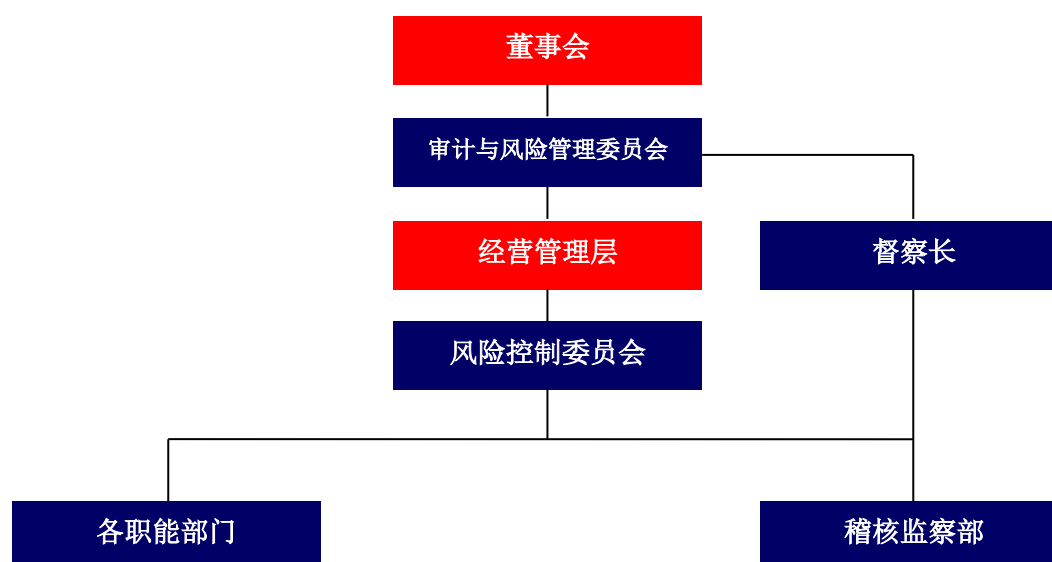 董事会
审计与风险管理委员会
经营管理层
督察长
风险控制委员会
各职能部门
稽核监察部